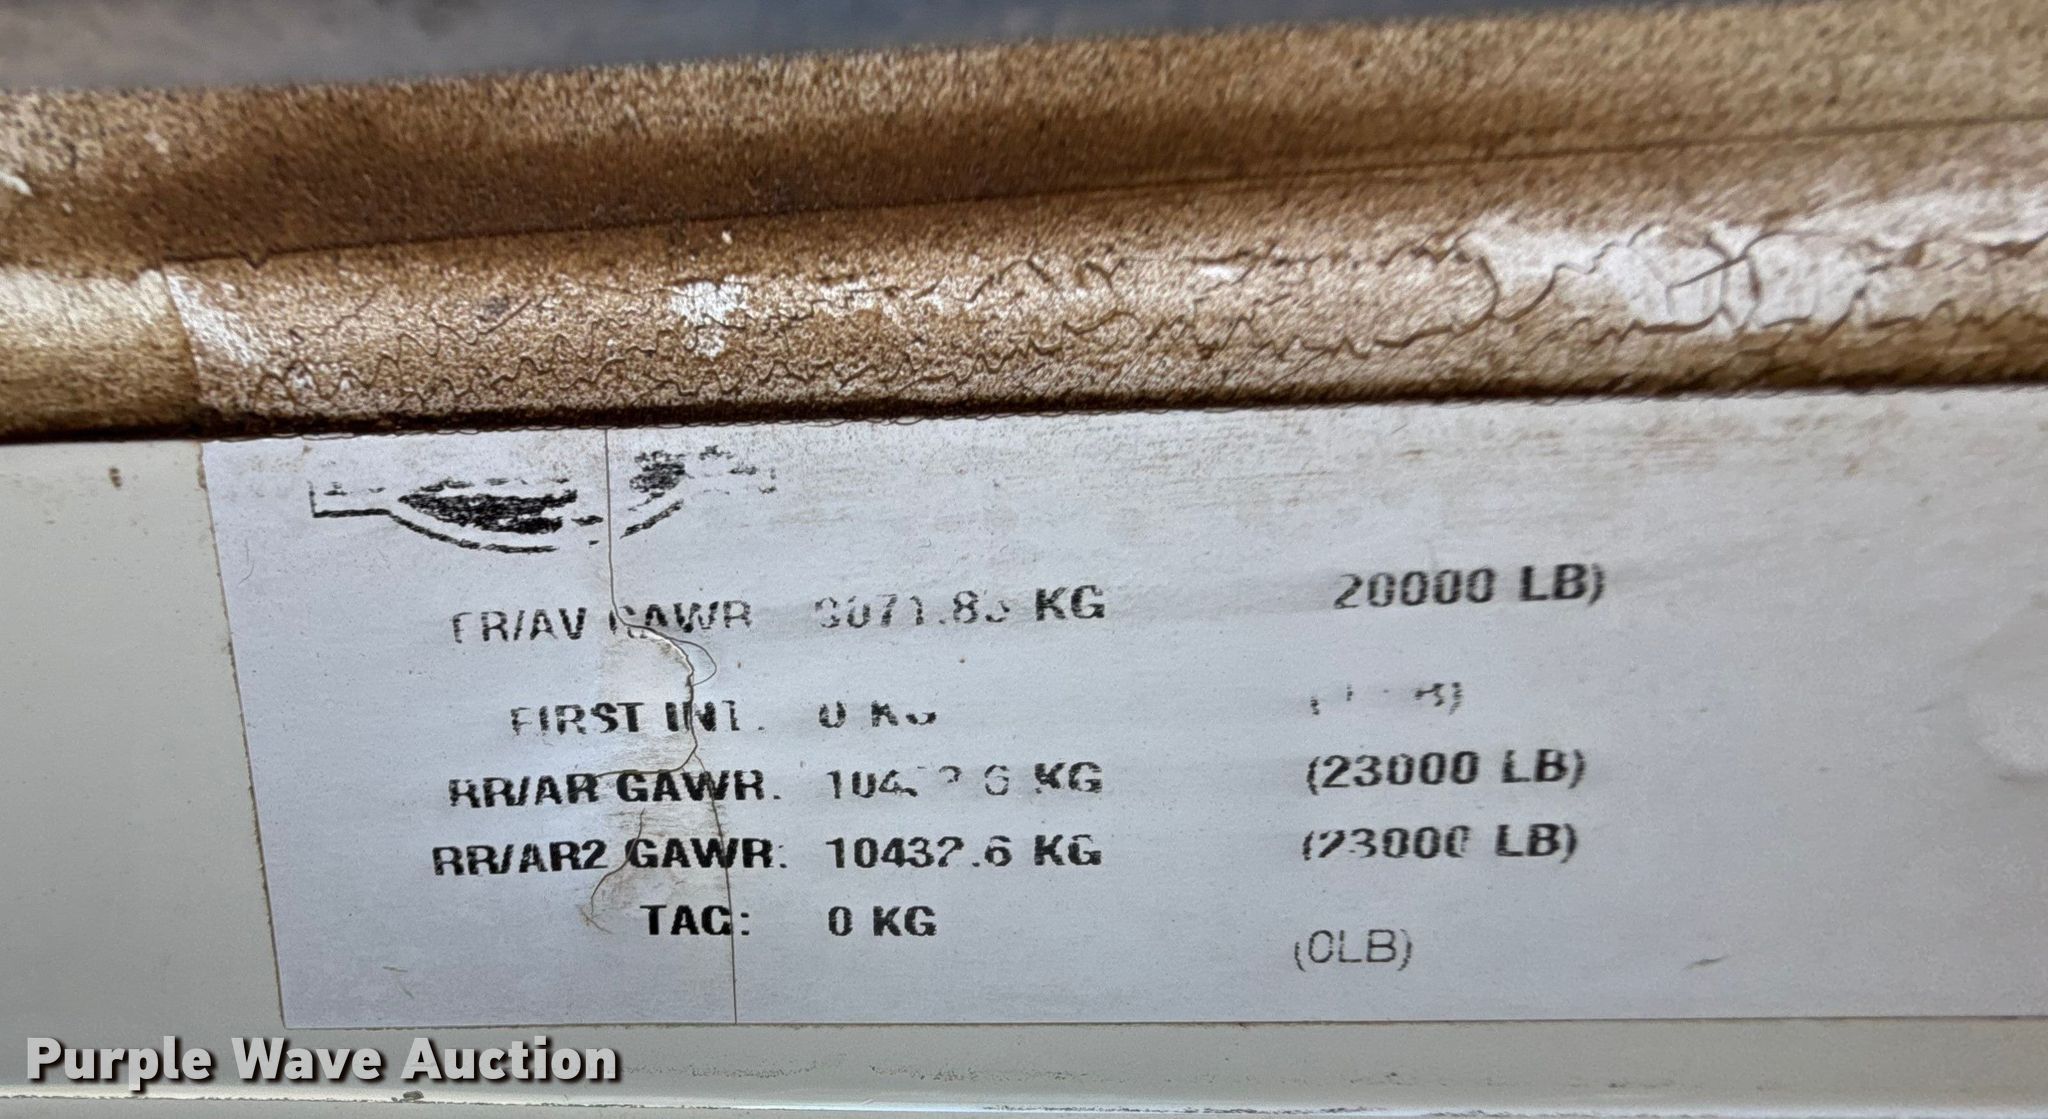 FR/AV GAWR 9071.85 KG 20000 LB)
FIRST INT. 0 KG
RR/AR GAWR. KG (23000 LB)
RR/AR2 GAWR: 10432.6 KG (23000 LB)
TAG: 0 KG
(0LB)
Purple Wave Auction